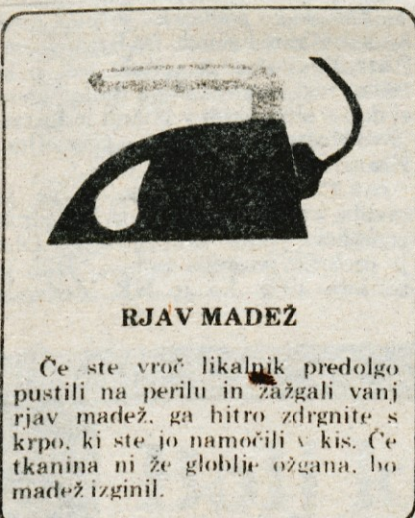 RJAV MADEŽ
Če ste vroč likalnik predolgo
pustili na perilu in zažgali vanj
rjav madež, ga hitro zdrgnite s
krpo, ki ste jo namočili v kis. Če
tkanina ni že globlje ožgana, bo
madež izginil.